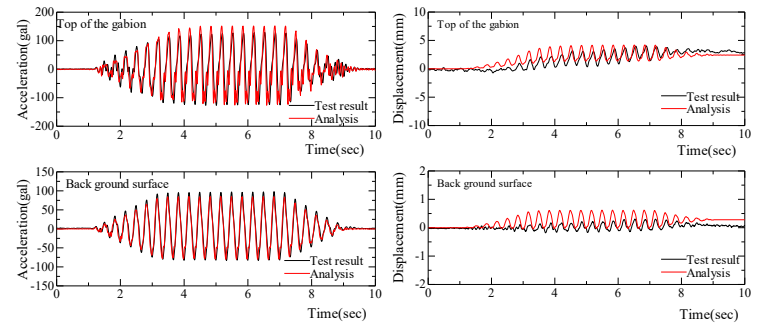 Top of the gabion
Acceleration(gal)
200
100
0
-100
-200
Test result
Analysis
0 2 4 6 8 10
Time(sec)
Top of the gabion
Displacement(mm)
10
5
0
-5
-10
Test result
Analysis
0 2 4 6 8 10
Time(sec)
Back ground surface
Acceleration(gal)
150
100
50
0
-50
-100
-150
Test result
Analysis
0 2 4 6 8 10
Time(sec)
Back ground surface
Displacement(mm)
2
1
0
-1
-2
Test result
Analysis
0 2 4 6 8 10
Time(sec)